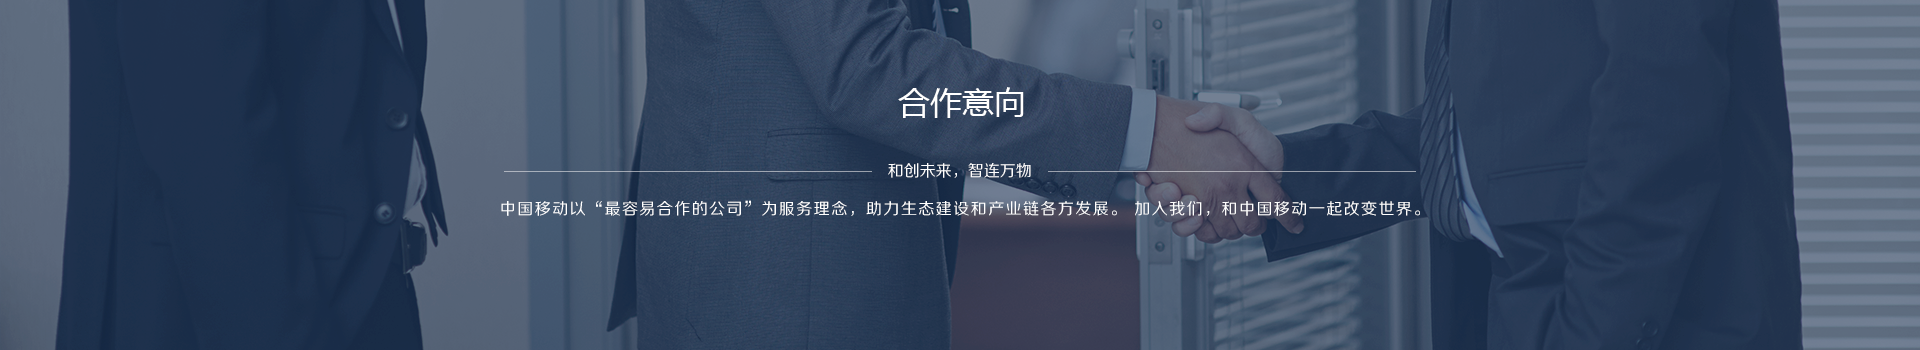 合作意向
和创未来，智连万物
中国移动以“最容易合作的公司”为服务理念，助力生态建设和产业链各方发展。 加入我们，和中国移动一起改变世界。